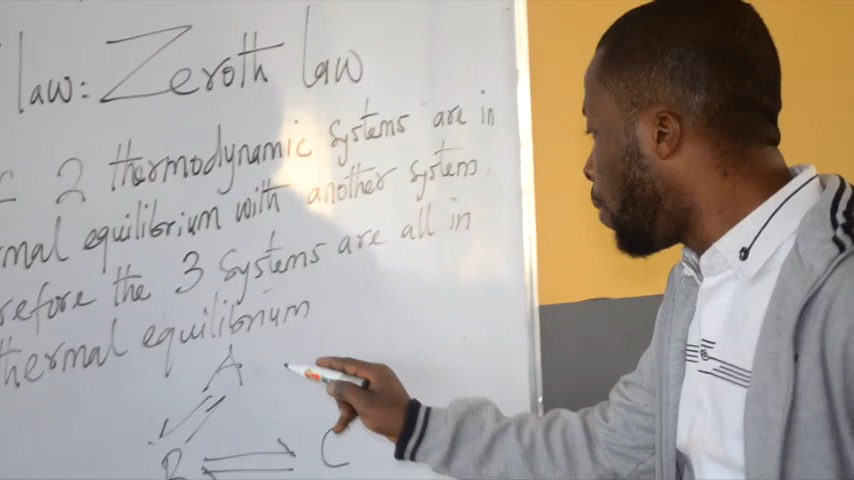 law: Zeroth law
2 thermodynamic systems are in
mal equilibrium with another system
refore the 3 systems are all in
thermal equilibrium
A
B C